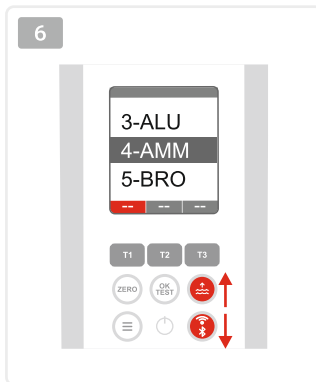 6
3-ALU
4-AMM
5-BRO
-- -- --
T1 T2 T3
ZERO OK TEST